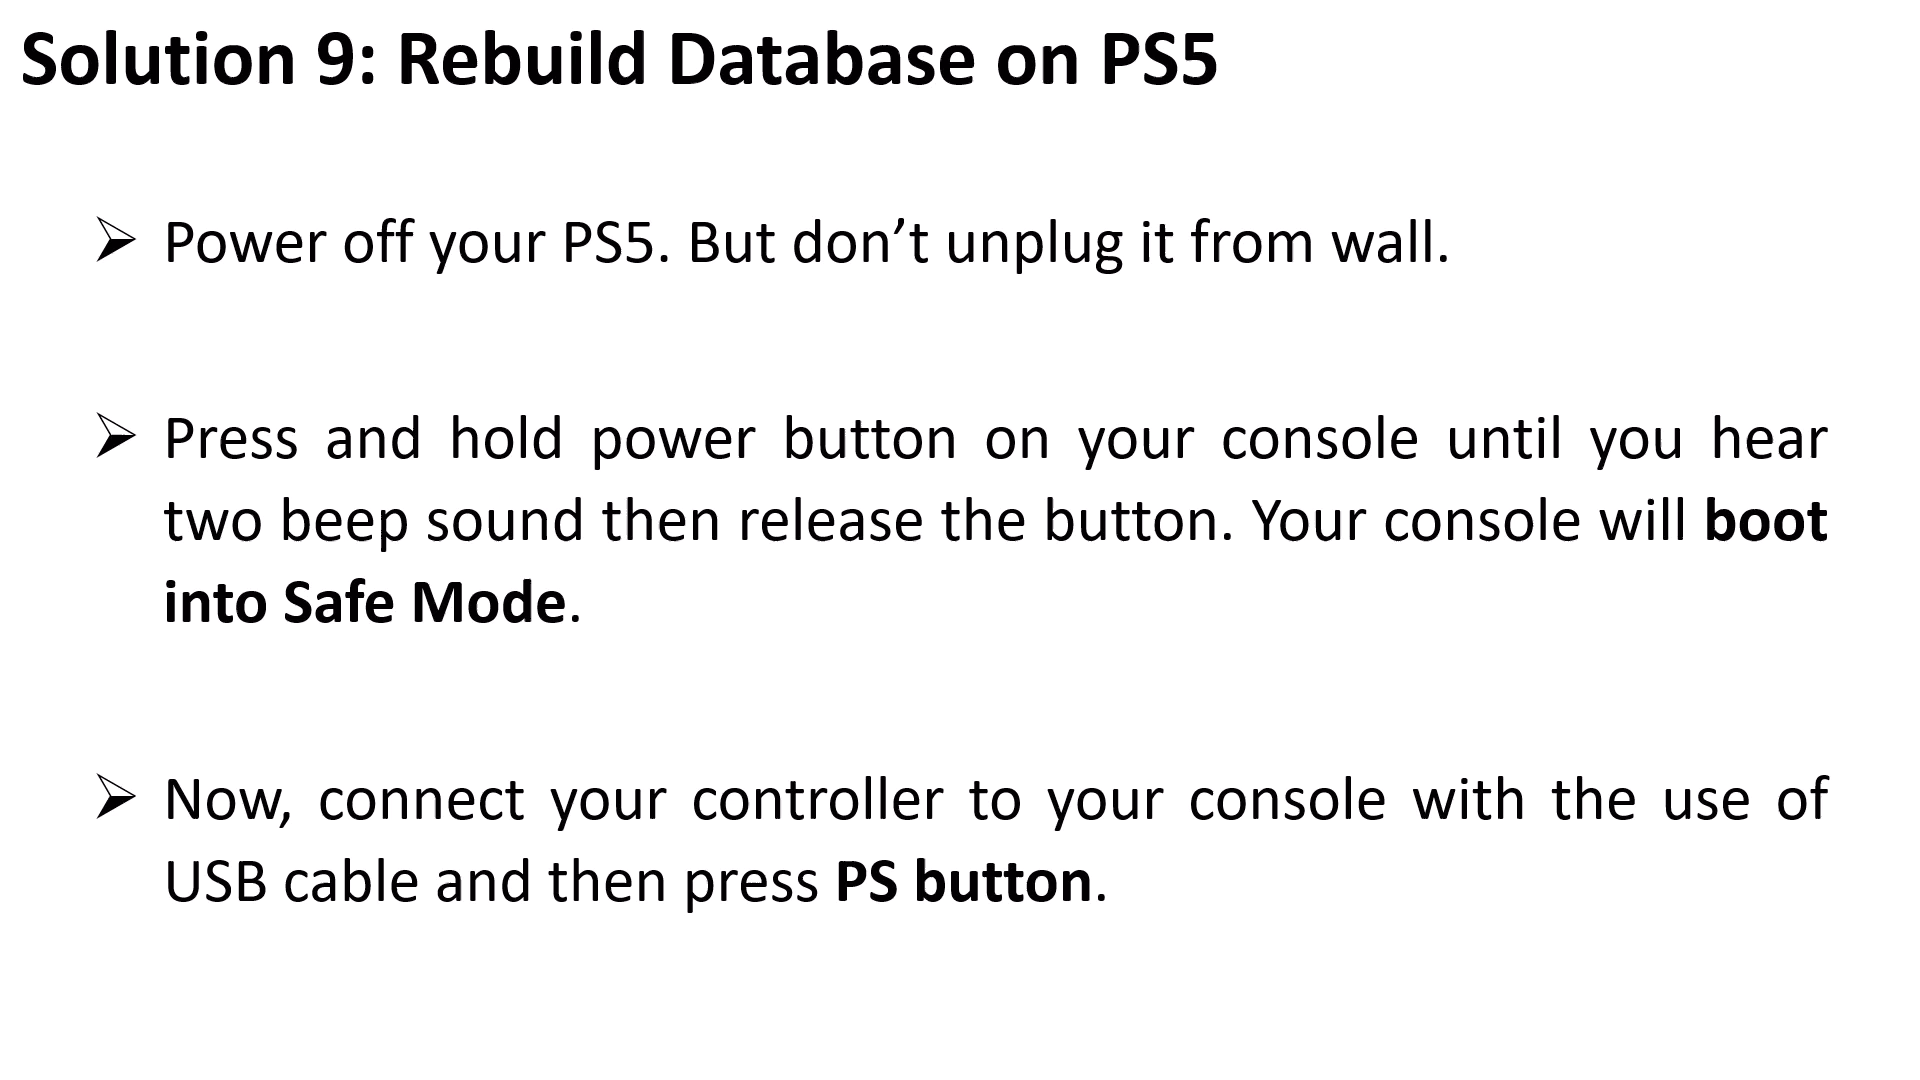 Solution 9: Rebuild Database on PS5
➢ Power off your PS5. But don’t unplug it from wall.
➢ Press and hold power button on your console until you hear
two beep sound then release the button. Your console will boot
into Safe Mode.
➢ Now, connect your controller to your console with the use of
USB cable and then press PS button.